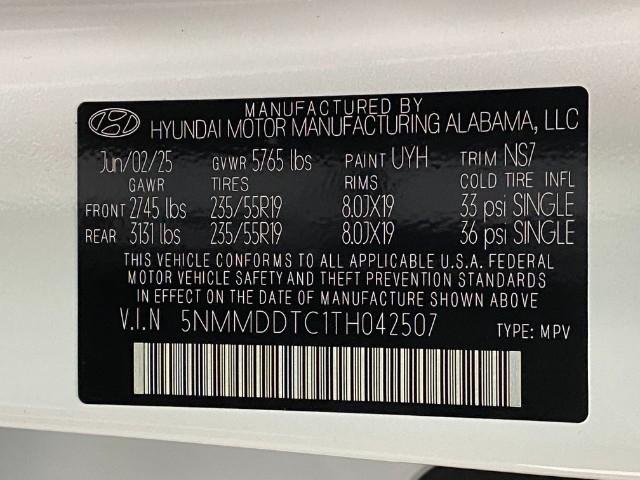 MANUFACTURED BY
HYUNDAI MOTOR MANUFACTURING ALABAMA, LLC
Jun/02/25 GVWR 5765 lbs PAINT UYH TRIM NS7
GAWR TIRES RIMS COLD TIRE INFL
FRONT 2745 lbs 235/55R19 8.0JX19 33 psi SINGLE
REAR 3131 lbs 235/55R19 8.0JX19 36 psi SINGLE
THIS VEHICLE CONFORMS TO ALL APPLICABLE U.S.A. FEDERAL
MOTOR VEHICLE SAFETY AND THEFT PREVENTION STANDARDS
IN EFFECT ON THE DATE OF MANUFACTURE SHOWN ABOVE
V.I.N 5NMMDDTC1TH042507 TYPE: MPV